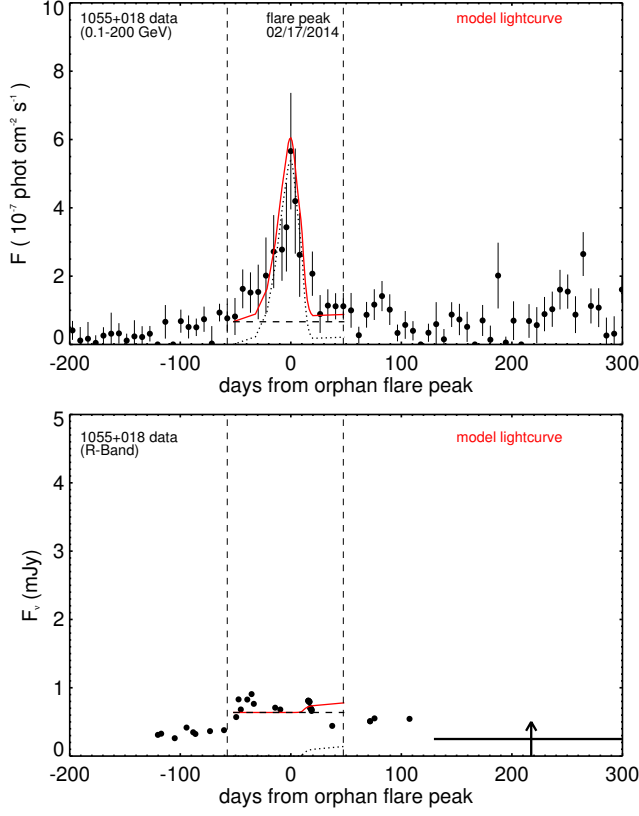 10
8
6
4
2
0
F ( 10⁻⁷ phot cm⁻² s⁻¹)
1055+018 data
(0.1-200 GeV)
flare peak
02/17/2014
model lightcurve
-200 -100 0 100 200 300
days from orphan flare peak
5
4
3
2
1
0
Fᵥ (mJy)
1055+018 data
(R-Band)
model lightcurve
-200 -100 0 100 200 300
days from orphan flare peak